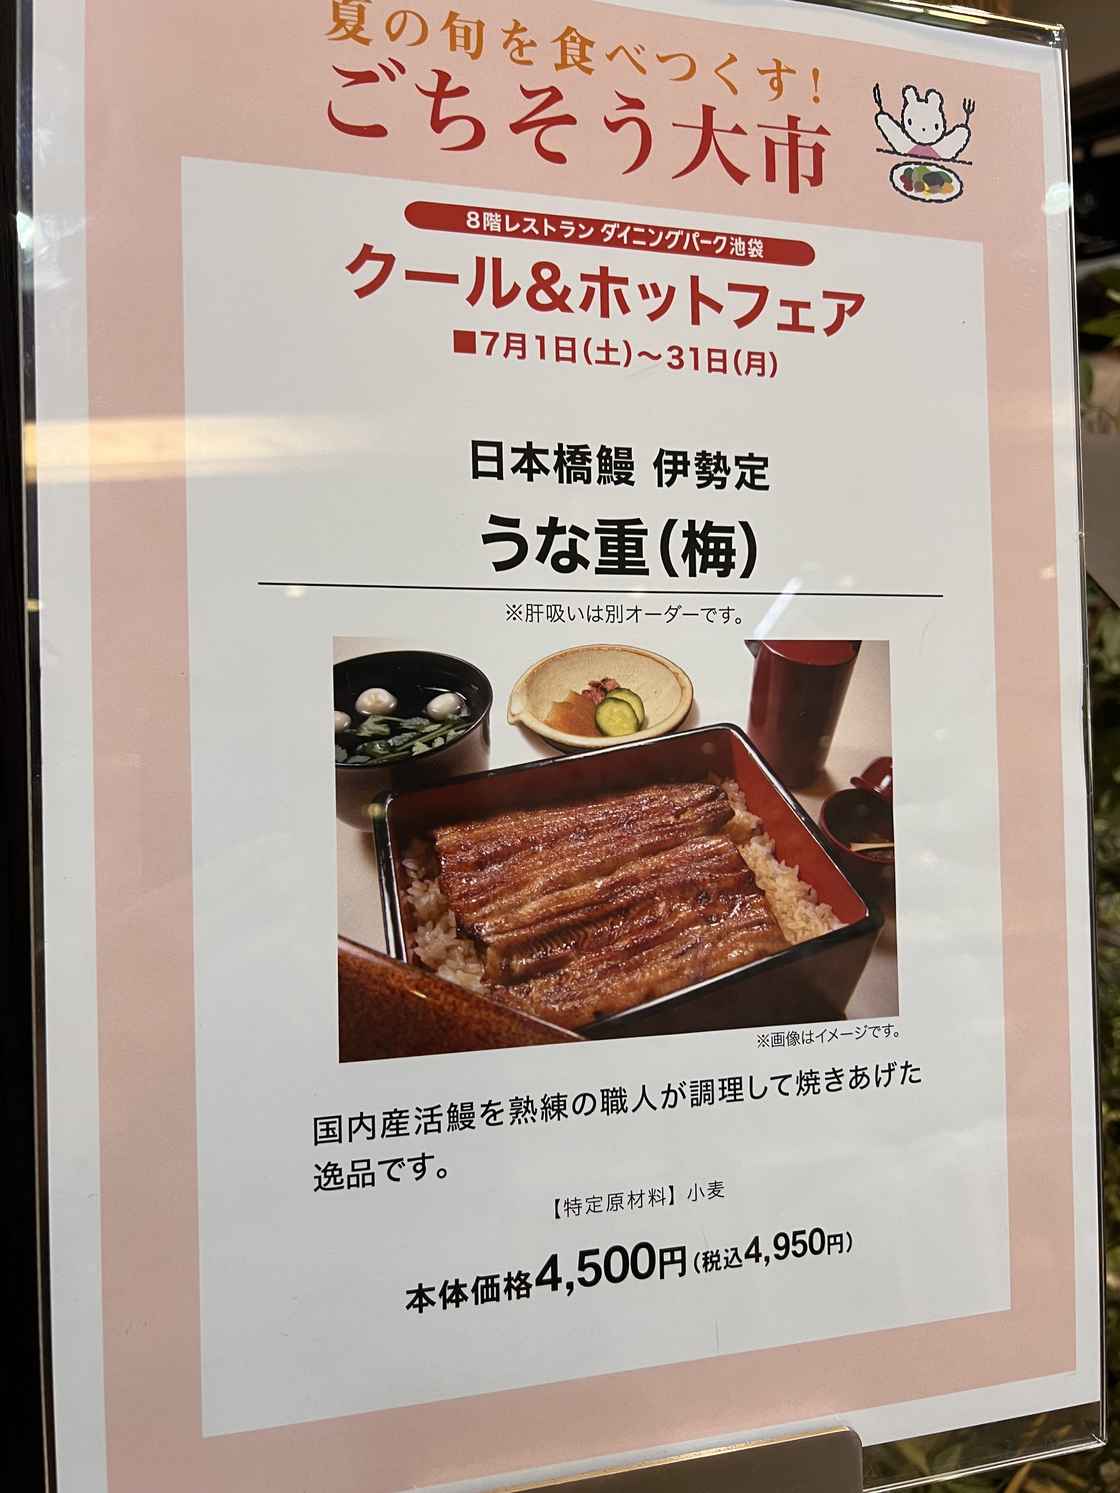 夏の旬を食べつくす！
ごちそう大市
8階レストラン ダイニングパーク池袋
クール&ホットフェア
■7月1日(土)～31日(月)
日本橋鰻 伊勢定
うな重(梅)
※肝吸いは別オーダーです。
※画像はイメージです。
国内産活鰻を熟練の職人が調理して焼きあげた
逸品です。
【特定原材料】小麦
本体価格4,500円(税込4,950円)